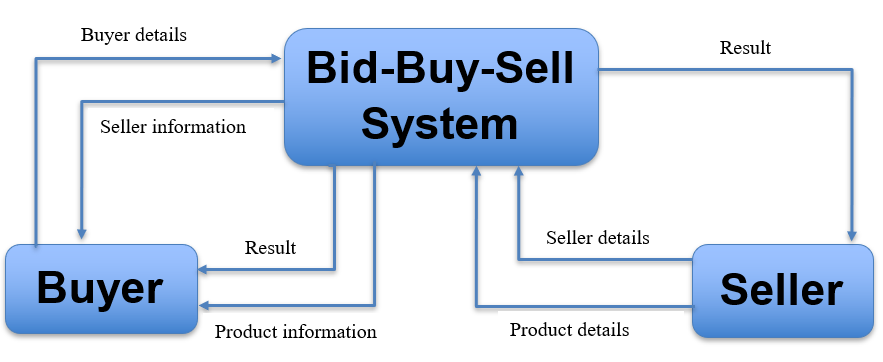 Buyer details
Bid-Buy-Sell
System
Result
Seller information
Result
Seller details
Buyer
Seller
Product information
Product details